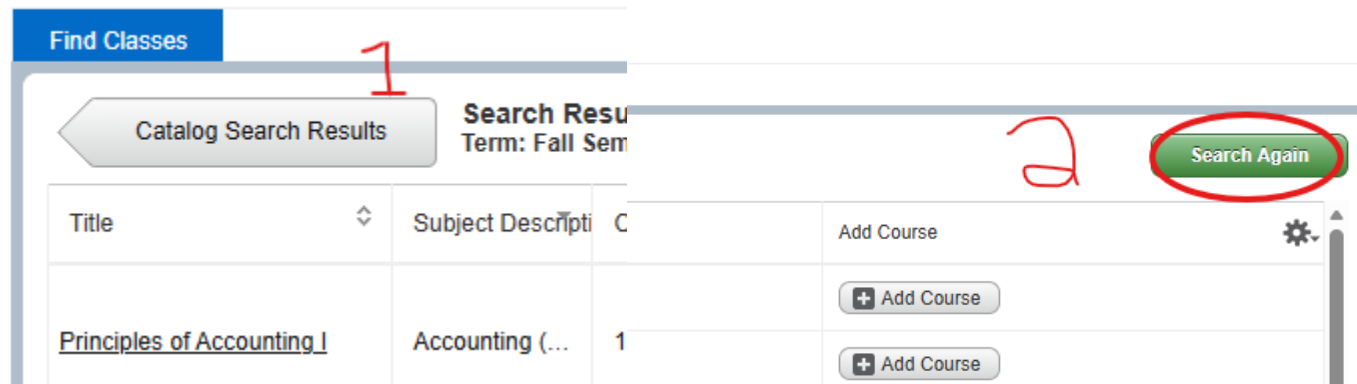 Find Classes
1
Catalog Search Results
Search Resu
Term: Fall Sem
2
Search Again
Title
Subject Descripti
C
Add Course
Add Course
Principles of Accounting I
Accounting (...
1
Add Course